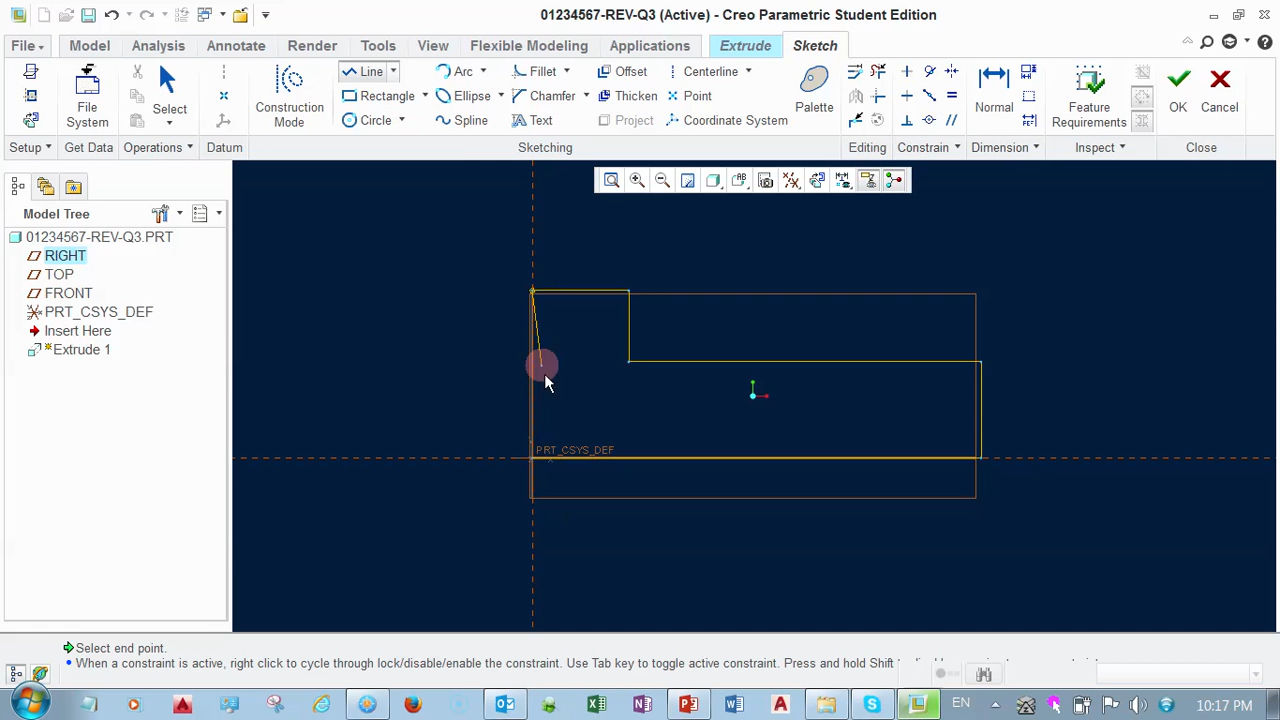 01234567-REV-Q3 (Active) - Creo Parametric Student Edition
File Model Analysis Annotate Render Tools View Flexible Modeling Applications Extrude Sketch
Line Arc Fillet Offset Centerline
Rectangle Ellipse Chamfer Thicken Point
Circle Spline Text Project Coordinate System
File System
Select
Construction Mode
Palette
Normal
Feature Requirements
OK
Cancel
Setup Get Data Operations Datum Sketching Editing Constrain Dimension Inspect Close
Model Tree
01234567-REV-Q3.PRT
RIGHT
TOP
FRONT
PRT_CSYS_DEF
Insert Here
Extrude 1
PRT_CSYS_DEF
Select end point.
When a constraint is active, right click to cycle through lock/disable/enable the constraint. Use Tab key to toggle active constraint. Press and hold Shift
EN
10:17 PM